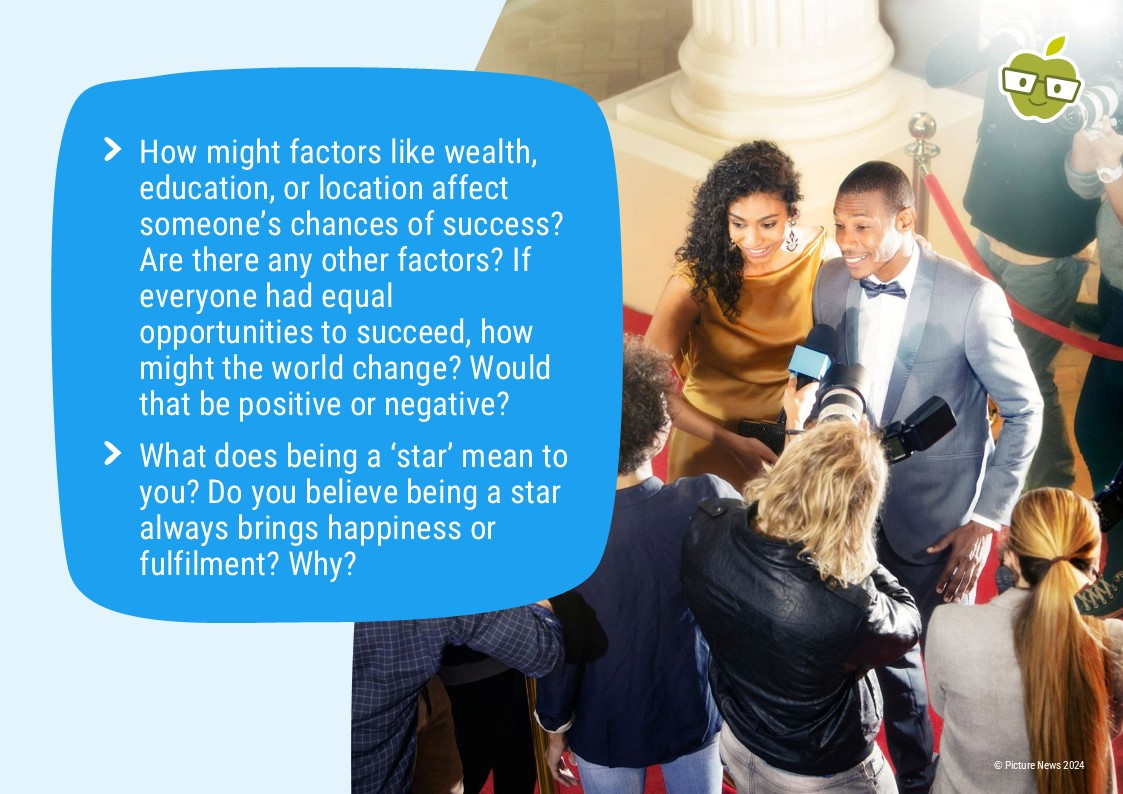 How might factors like wealth,
education, or location affect
someone’s chances of success?
Are there any other factors? If
everyone had equal
opportunities to succeed, how
might the world change? Would
that be positive or negative?
What does being a ‘star’ mean to
you? Do you believe being a star
always brings happiness or
fulfilment? Why?
© Picture News 2024